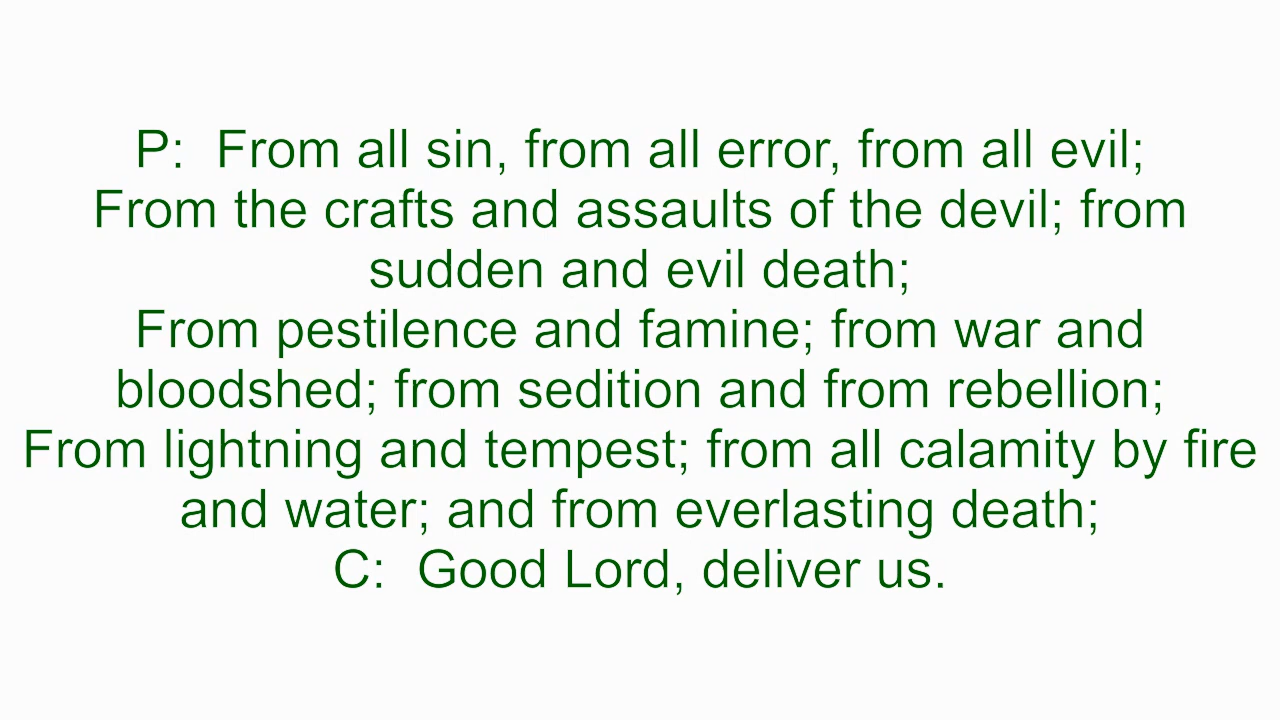 P:  From all sin, from all error, from all evil;
From the crafts and assaults of the devil; from
sudden and evil death;
From pestilence and famine; from war and
bloodshed; from sedition and from rebellion;
From lightning and tempest; from all calamity by fire
and water; and from everlasting death;
C:  Good Lord, deliver us.